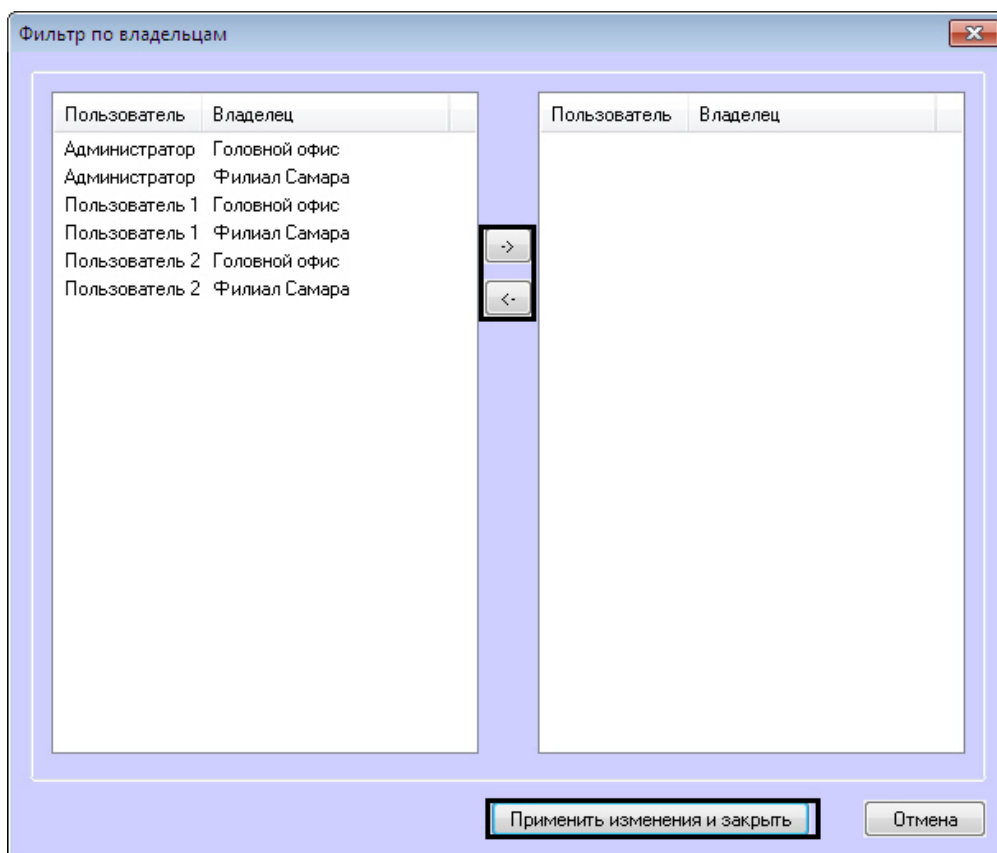 Фильтр по владельцам
Пользователь Владелец
Администратор Головной офис
Администратор Филиал Самара
Пользователь 1 Головной офис
Пользователь 1 Филиал Самара
Пользователь 2 Головной офис
Пользователь 2 Филиал Самара
->
<-
Пользователь Владелец
Применить изменения и закрыть Отмена